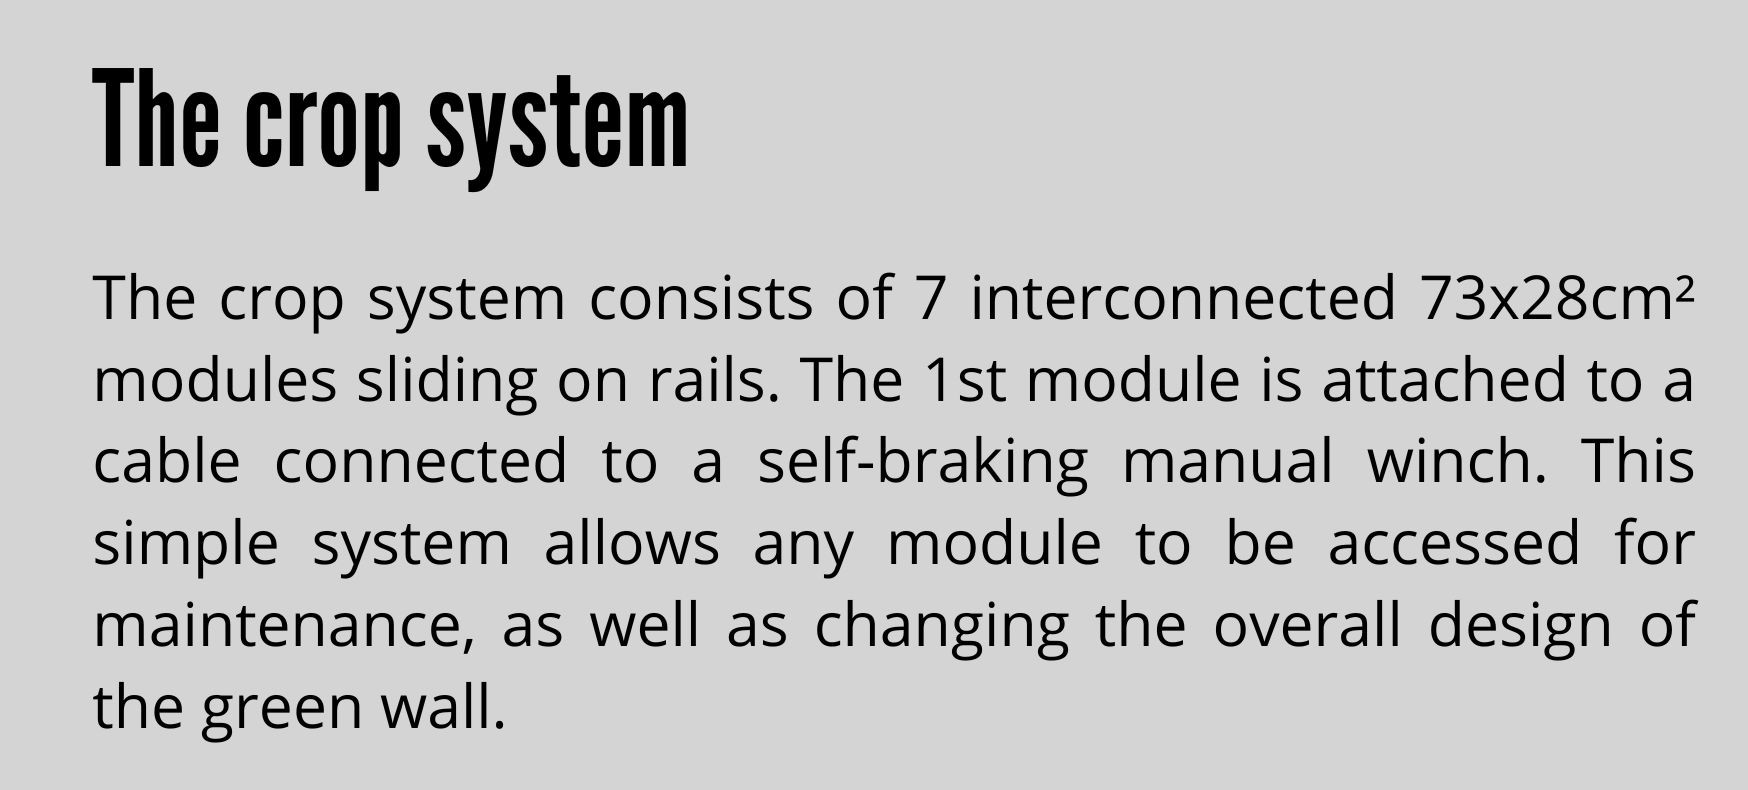 The crop system
The crop system consists of 7 interconnected 73x28cm²
modules sliding on rails. The 1st module is attached to a
cable connected to a self-braking manual winch. This
simple system allows any module to be accessed for
maintenance, as well as changing the overall design of
the green wall.